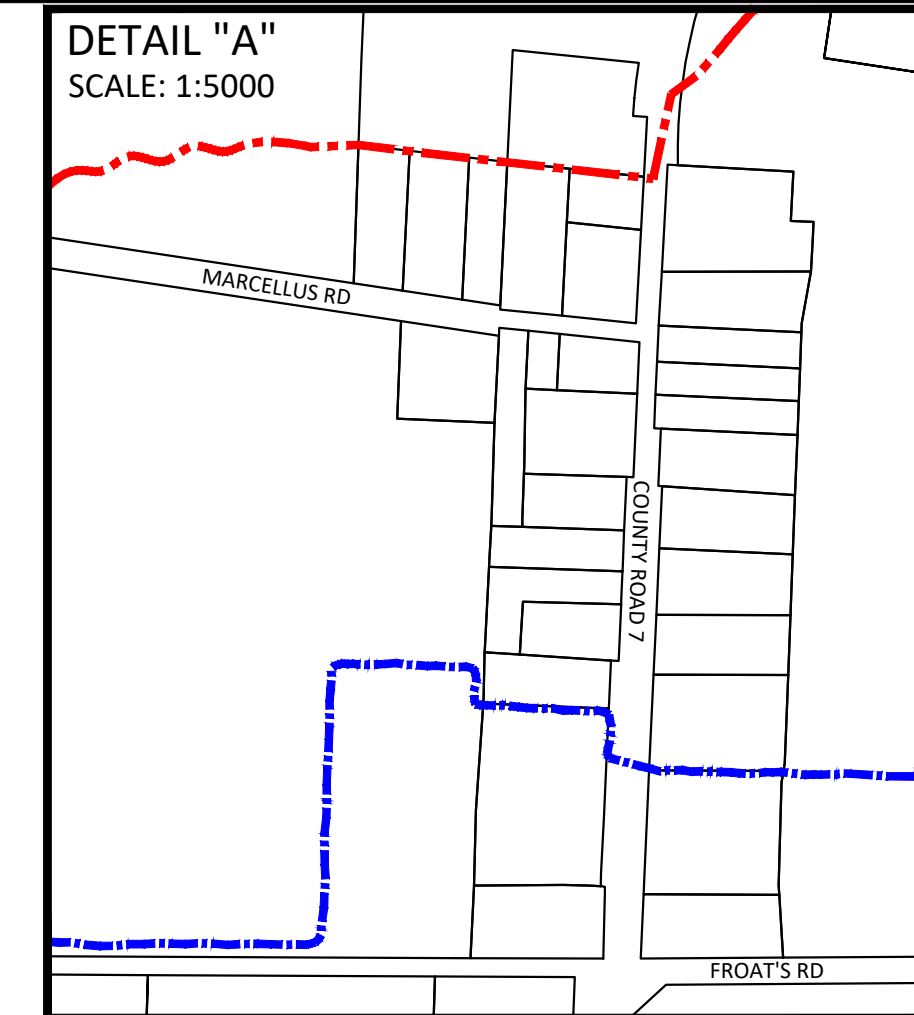 DETAIL "A"
SCALE: 1:5000
MARCELLUS RD
COUNTY ROAD 7
FROAT'S RD